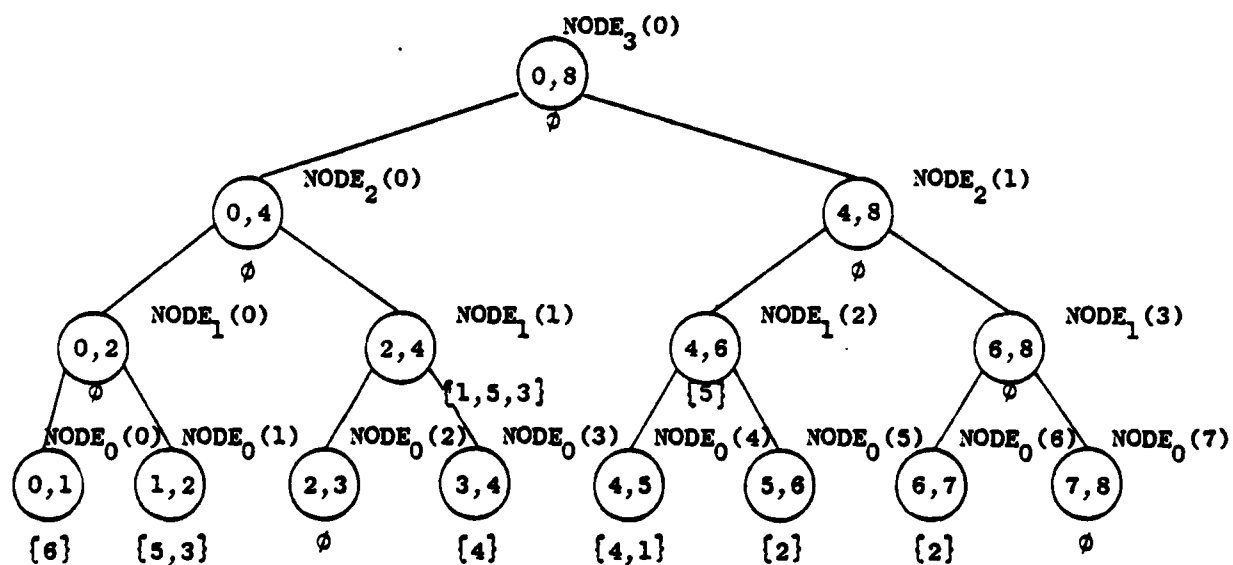 NODE₃(0)
0,8
∅
NODE₂(0) NODE₂(1)
0,4 4,8
∅ ∅
NODE₁(0) NODE₁(1) NODE₁(2) NODE₁(3)
0,2 2,4 4,6 6,8
∅ {1,5,3} {5} ∅
NODE₀(0) NODE₀(1) NODE₀(2) NODE₀(3) NODE₀(4) NODE₀(5) NODE₀(6) NODE₀(7)
0,1 1,2 2,3 3,4 4,5 5,6 6,7 7,8
{6} {5,3} ∅ {4} {4,1} {2} {2} ∅